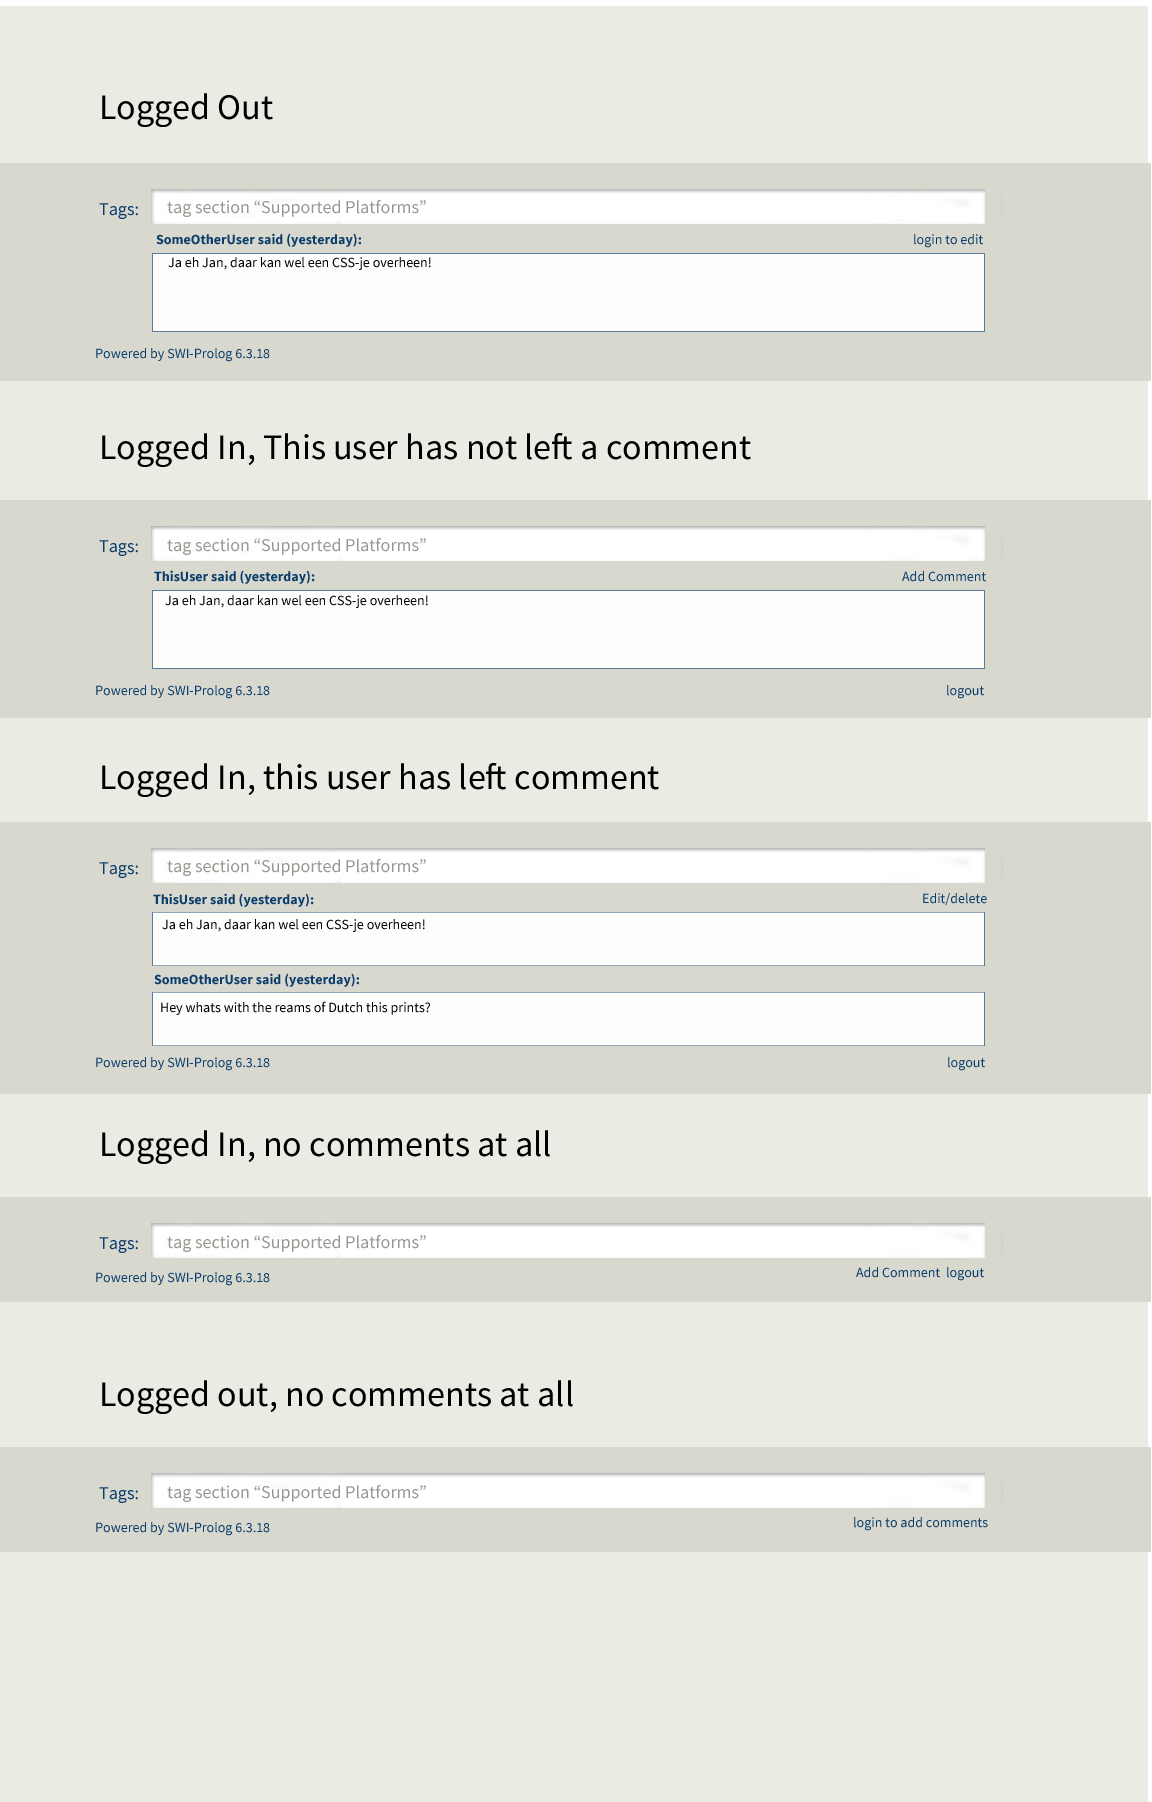 Logged Out
Tags: tag section “Supported Platforms”
SomeOtherUser said (yesterday): login to edit
Ja eh Jan, daar kan wel een CSS-je overheen!
Powered by SWI-Prolog 6.3.18
Logged In, This user has not left a comment
Tags: tag section “Supported Platforms”
ThisUser said (yesterday): Add Comment
Ja eh Jan, daar kan wel een CSS-je overheen!
Powered by SWI-Prolog 6.3.18 logout
Logged In, this user has left comment
Tags: tag section “Supported Platforms”
ThisUser said (yesterday): Edit/delete
Ja eh Jan, daar kan wel een CSS-je overheen!
SomeOtherUser said (yesterday):
Hey whats with the reams of Dutch this prints?
Powered by SWI-Prolog 6.3.18 logout
Logged In, no comments at all
Tags: tag section “Supported Platforms”
Powered by SWI-Prolog 6.3.18 Add Comment logout
Logged out, no comments at all
Tags: tag section “Supported Platforms”
Powered by SWI-Prolog 6.3.18 login to add comments